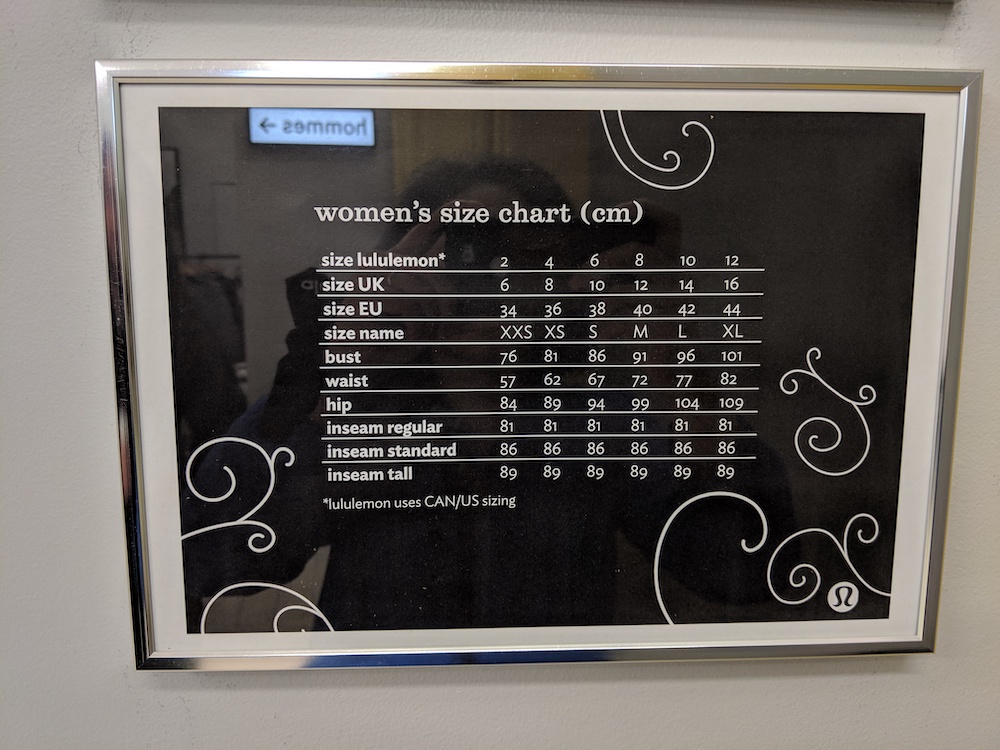 hommes →
women's size chart (cm)
size lululemon* 2 4 6 8 10 12
size UK 6 8 10 12 14 16
size EU 34 36 38 40 42 44
size name XXS XS S M L XL
bust 76 81 86 91 96 101
waist 57 62 67 72 77 82
hip 84 89 94 99 104 109
inseam regular 81 81 81 81 81 81
inseam standard 86 86 86 86 86 86
inseam tall 89 89 89 89 89 89
*lululemon uses CAN/US sizing